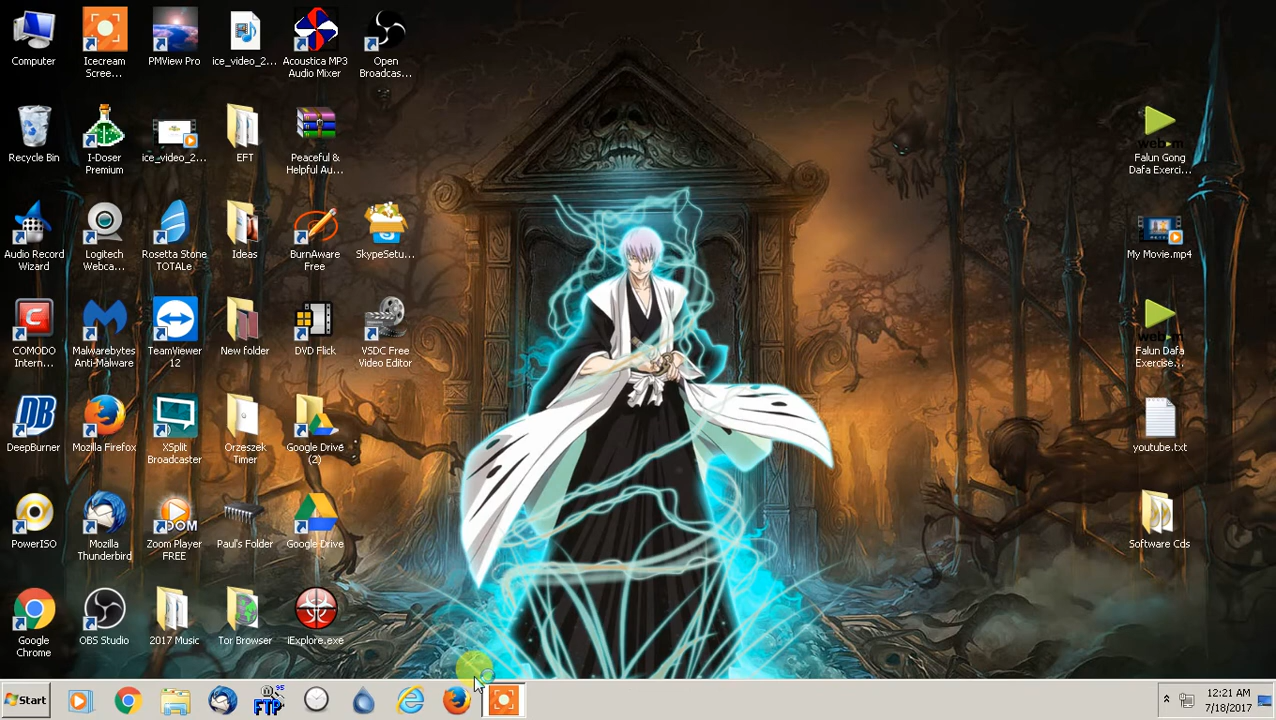 Computer
Icecream
Scree...
PMView Pro
ice_video_2...
Acoustica MP3
Audio Mixer
Open
Broadcas...
Recycle Bin
I-Doser
Premium
ice_video_2...
EFT
Peaceful &
Helpful Au...
Audio Record
Wizard
Logitech
Webca...
Rosetta Stone
TOTALe
Ideas
BurnAware
Free
SkypeSetu...
COMODO
Intern...
Malwarebytes
Anti-Malware
TeamViewer
12
New folder
DVD Flick
VSDC Free
Video Editor
DB
DeepBurner
Mozilla Firefox
XSplit
Broadcaster
Orzeszek
Timer
Google Drive
(2)
PowerISO
Mozilla
Thunderbird
ZOOM
Zoom Player
FREE
Paul's Folder
Google Drive
Google
Chrome
OBS Studio
2017 Music
Tor Browser
iExplore.exe
web-m
Falun Gong
Dafa Exerci...
My Movie.mp4
web-m
Falun Dafa
Exercise...
youtube.txt
Software Cds
Start
95
FTP
12:21 AM
7/18/2017